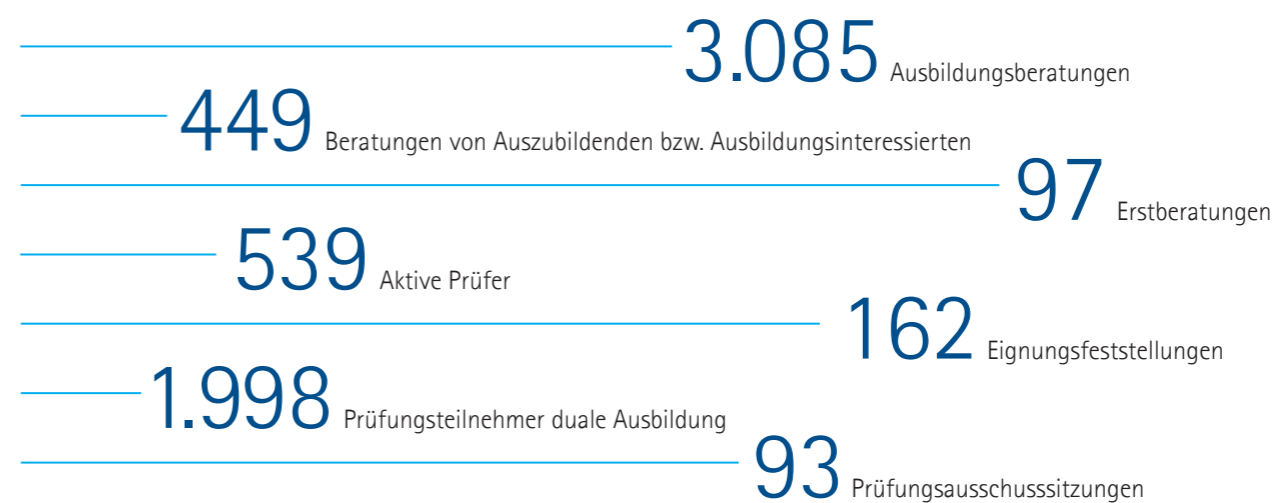 3.085 Ausbildungsberatungen
449 Beratungen von Auszubildenden bzw. Ausbildungsinteressierten
97 Erstberatungen
539 Aktive Prüfer
162 Eignungsfeststellungen
1.998 Prüfungsteilnehmer duale Ausbildung
93 Prüfungsausschusssitzungen